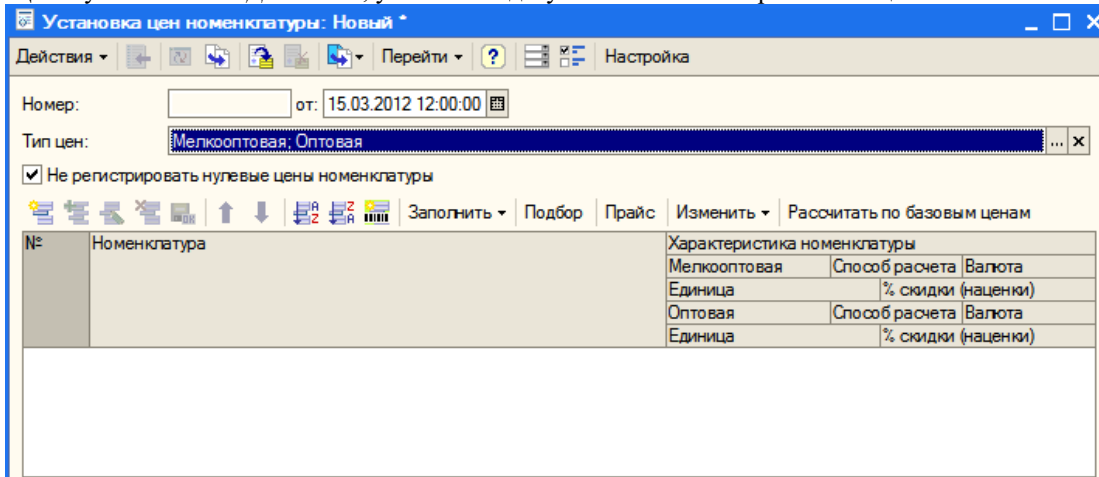 Установка цен номенклатуры: Новый *
Действия Перейти ? Настройка
Номер: от: 15.03.2012 12:00:00
Тип цен: Мелкооптовая; Оптовая ... x
Не регистрировать нулевые цены номенклатуры
Заполнить Подбор Прайс Изменить Рассчитать по базовым ценам
№ Номенклатура Характеристика номенклатуры
Мелкооптовая Способ расчета Валюта
Единица % скидки (наценки)
Оптовая Способ расчета Валюта
Единица % скидки (наценки)